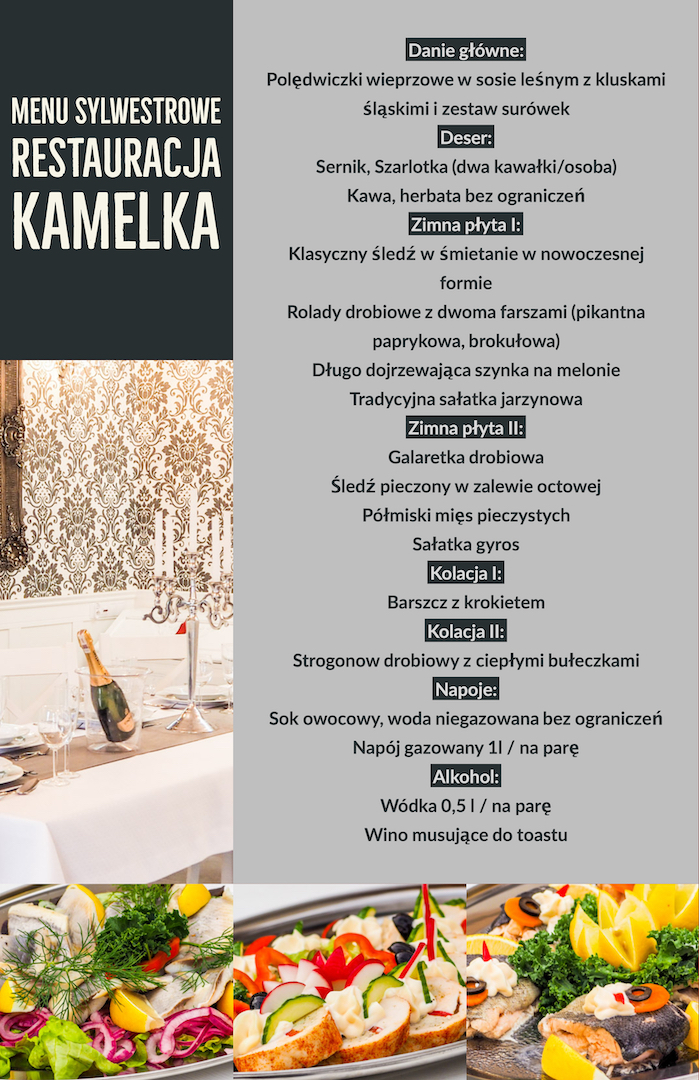 MENU SYLWESTROWE
RESTAURACJA
KAMELKA
Danie główne:
Polędwiczki wieprzowe w sosie leśnym z kluskami
śląskimi i zestaw surówek
Deser:
Sernik, Szarlotka (dwa kawałki/osoba)
Kawa, herbata bez ograniczeń
Zimna płyta I:
Klasyczny śledź w śmietanie w nowoczesnej
formie
Rolady drobiowe z dwoma farszami (pikantna
paprykowa, brokułowa)
Długo dojrzewająca szynka na melonie
Tradycyjna sałatka jarzynowa
Zimna płyta II:
Galaretka drobiowa
Śledź pieczony w zalewie octowej
Półmiski mięs pieczystych
Sałatka gyros
Kolacja I:
Barszcz z krokietem
Kolacja II:
Strogonow drobiowy z ciepłymi bułeczkami
Napoje:
Sok owocowy, woda niegazowana bez ograniczeń
Napój gazowany 1l / na parę
Alkohol:
Wódka 0,5 l / na parę
Wino musujące do toastu